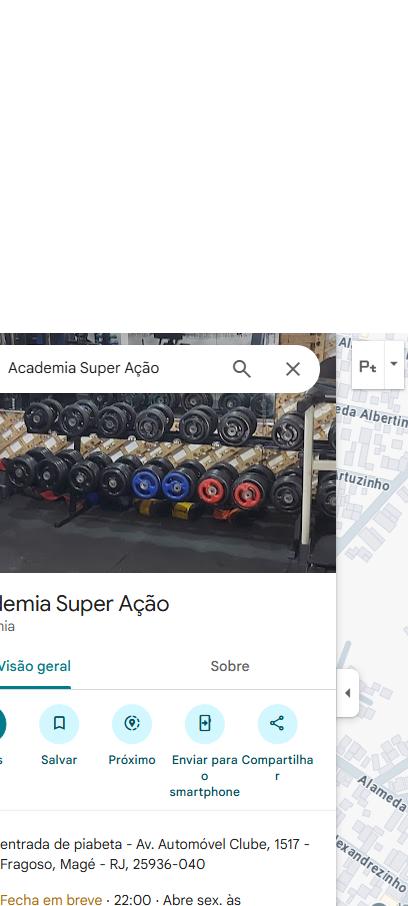 Academia Super Ação
Pt
eda Albertin
artuzinho
demia Super Ação
nia
Visão geral
Sobre
s
Salvar
Próximo
Enviar para o smartphone
Compartilhar
entrada de piabeta - Av. Automóvel Clube, 1517 -
Fragoso, Magé - RJ, 25936-040
Fecha em breve · 22:00 · Abre sex. às
Alameda
lexandrezinho